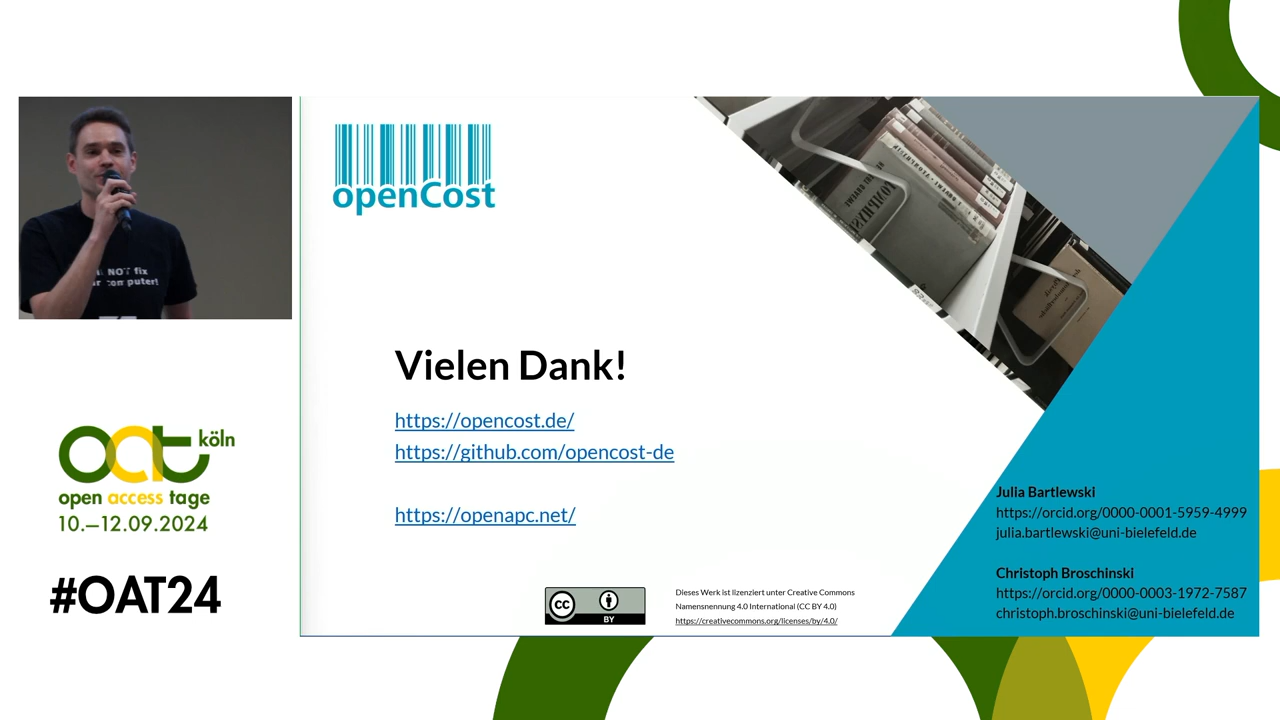 NOT fix
computer!
openCost
Vielen Dank!
https://opencost.de/
https://github.com/opencost-de
https://openapc.net/
oat köln
open access tage
10.–12.09.2024
#OAT24
Julia Bartlewski
https://orcid.org/0000-0001-5959-4999
julia.bartlewski@uni-bielefeld.de
Christoph Broschinski
https://orcid.org/0000-0003-1972-7587
christoph.broschinski@uni-bielefeld.de
cc
BY
Dieses Werk ist lizenziert unter Creative Commons
Namensnennung 4.0 International (CC BY 4.0)
https://creativecommons.org/licenses/by/4.0/